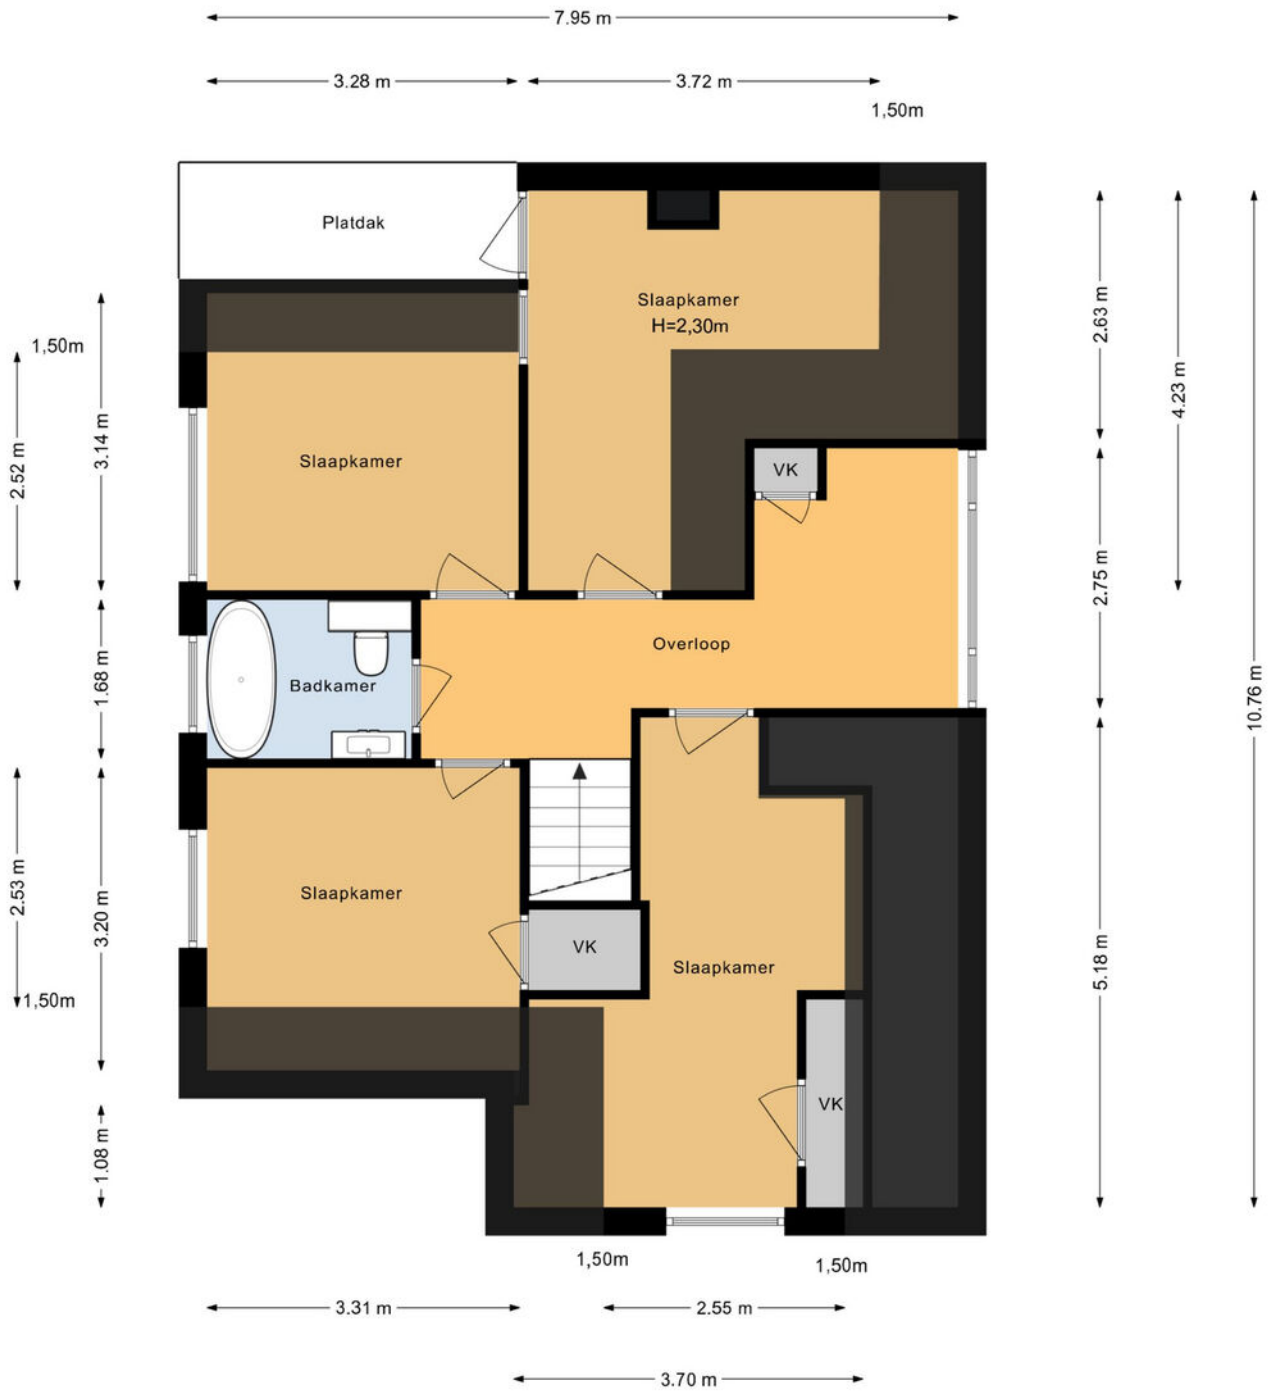 7.95 m
3.28 m
3.72 m
1,50m
Platdak
Slaapkamer
H=2,30m
2.63 m
4.23 m
1,50m
3.14 m
2.52 m
Slaapkamer
VK
2.75 m
Overloop
Badkamer
1.68 m
10.76 m
2.53 m
3.20 m
Slaapkamer
VK
Slaapkamer
5.18 m
1,50m
VK
1.08 m
1,50m
1,50m
3.31 m
2.55 m
3.70 m